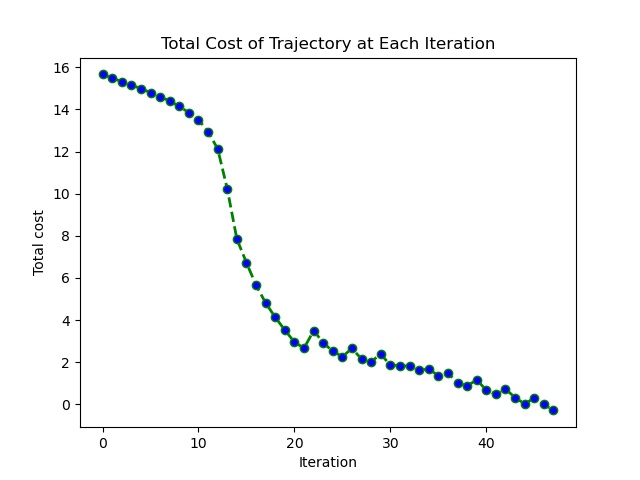 Total Cost of Trajectory at Each Iteration
16
14
12
10
8
6
4
2
0
Total cost
0 10 20 30 40
Iteration